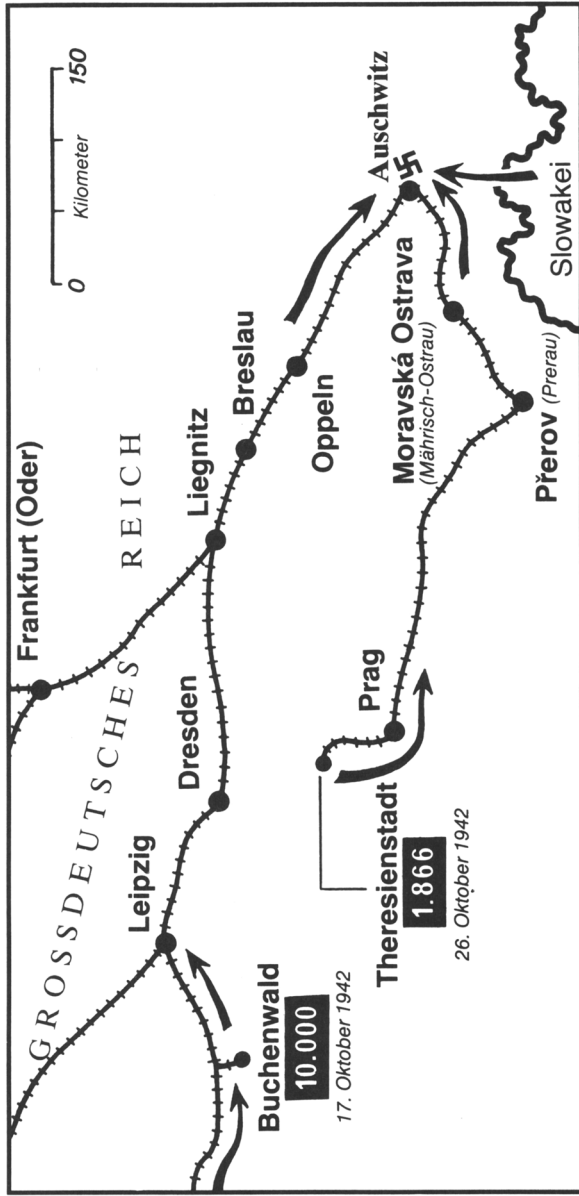 Frankfurt (Oder)
0
150
Kilometer
GROSSDEUTSCHES
REICH
Leipzig
Dresden
Liegnitz
Breslau
Oppeln
Auschwitz
Buchenwald
10.000
17. Oktober 1942
Theresienstadt
1.866
26. Oktober 1942
Prag
Moravská Ostrava
(Mährisch-Ostrau)
Přerov (Prerau)
Slowakei